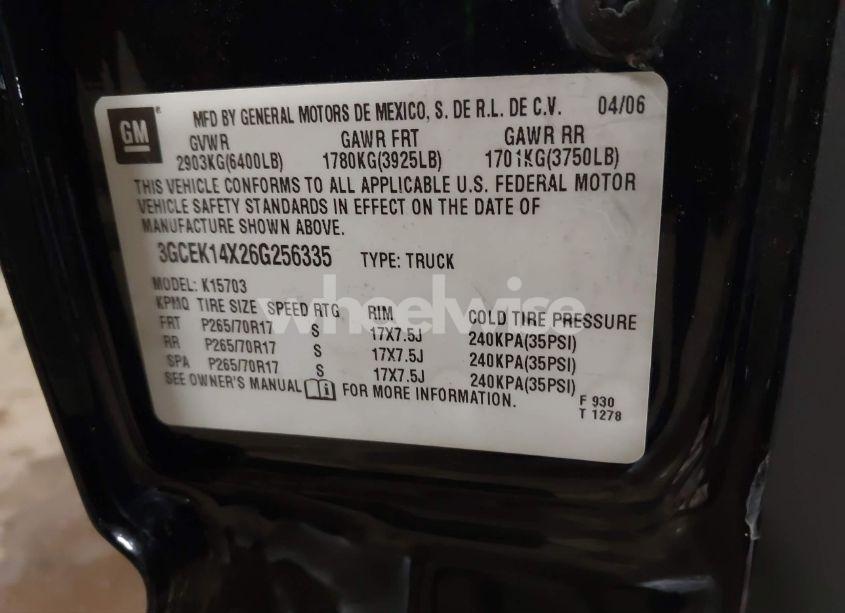 GM
MFD BY GENERAL MOTORS DE MEXICO, S. DE R.L. DE C.V. 04/06
GVWR GAWR FRT GAWR RR
2903KG(6400LB) 1780KG(3925LB) 1701KG(3750LB)
THIS VEHICLE CONFORMS TO ALL APPLICABLE U.S. FEDERAL MOTOR
VEHICLE SAFETY STANDARDS IN EFFECT ON THE DATE OF
MANUFACTURE SHOWN ABOVE.
3GCEK14X26G256335 TYPE: TRUCK
MODEL: K15703
KPMQ TIRE SIZE SPEED RTG RIM COLD TIRE PRESSURE
FRT P265/70R17 S 17X7.5J 240KPA(35PSI)
RR P265/70R17 S 17X7.5J 240KPA(35PSI)
SPA P265/70R17 S 17X7.5J 240KPA(35PSI)
SEE OWNER'S MANUAL FOR MORE INFORMATION.
F 930
T 1278
wheelwise